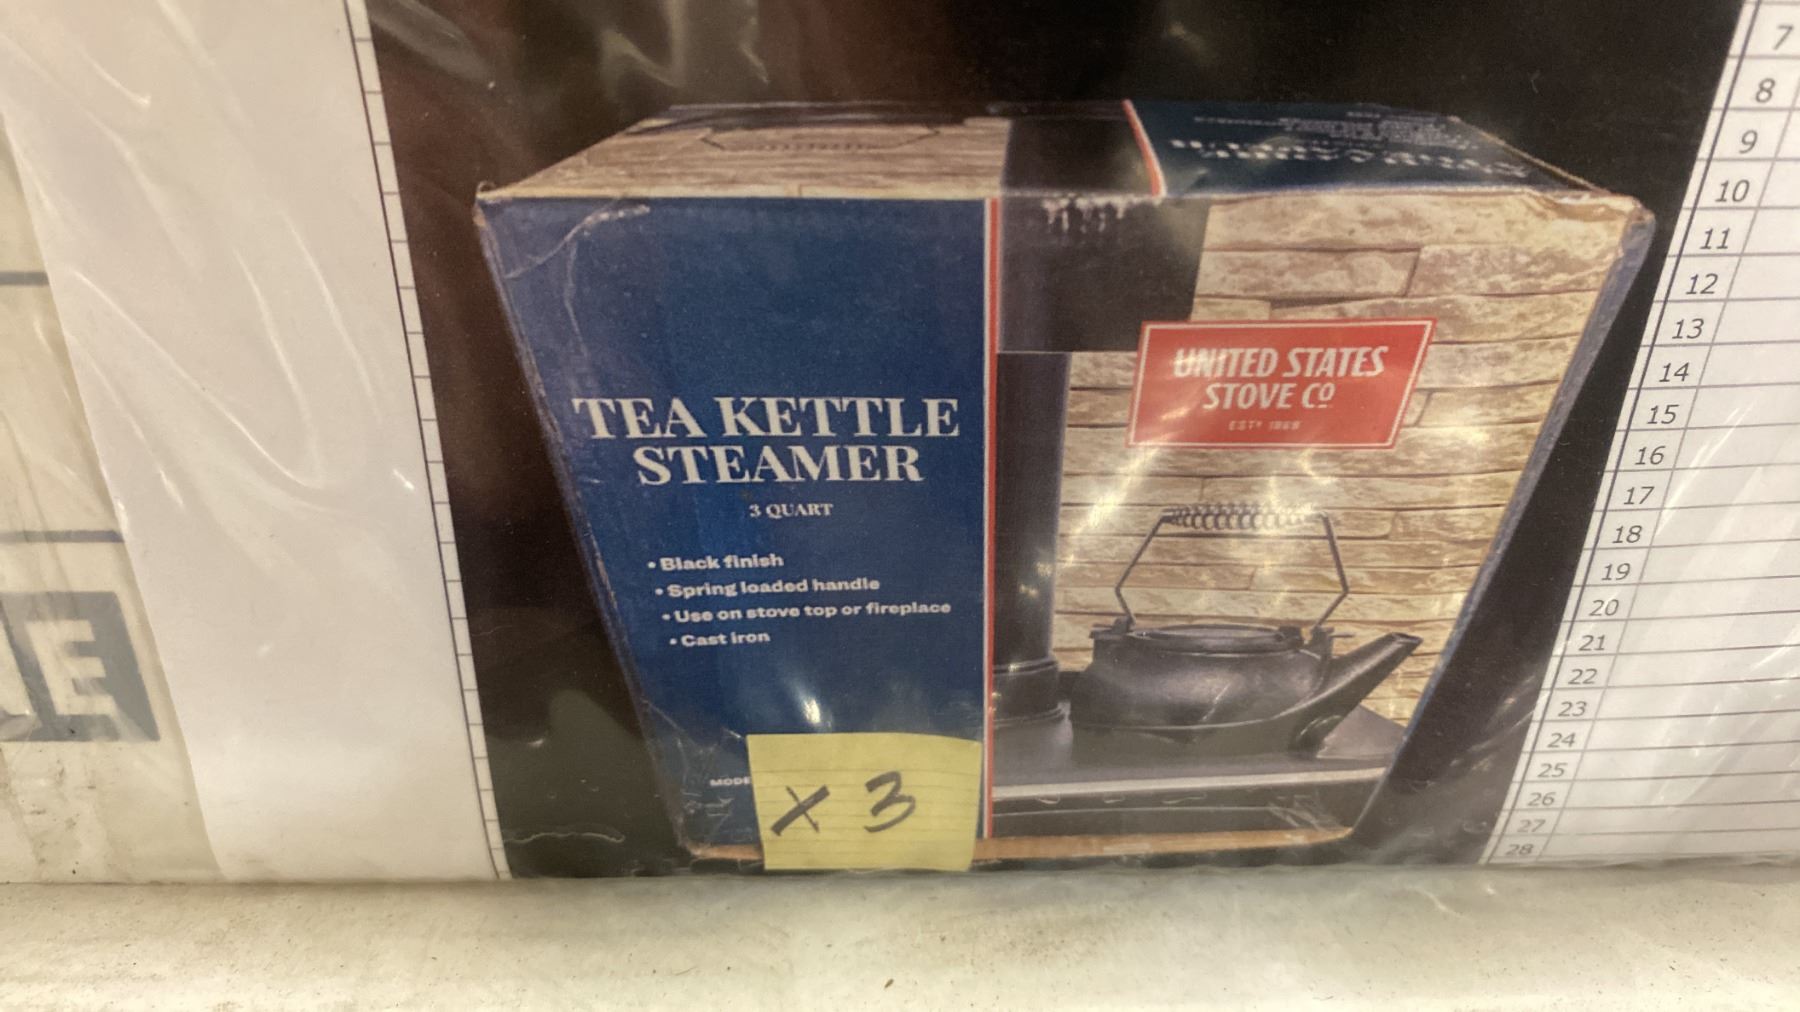 TEA KETTLE
STEAMER
3 QUART
• Black finish
• Spring loaded handle
• Use on stove top or fireplace
• Cast iron
MODE
X 3
UNITED STATES
STOVE CO
ESTD 1869
E
7
8
9
10
11
12
13
14
15
16
17
18
19
20
21
22
23
24
25
26
27
28